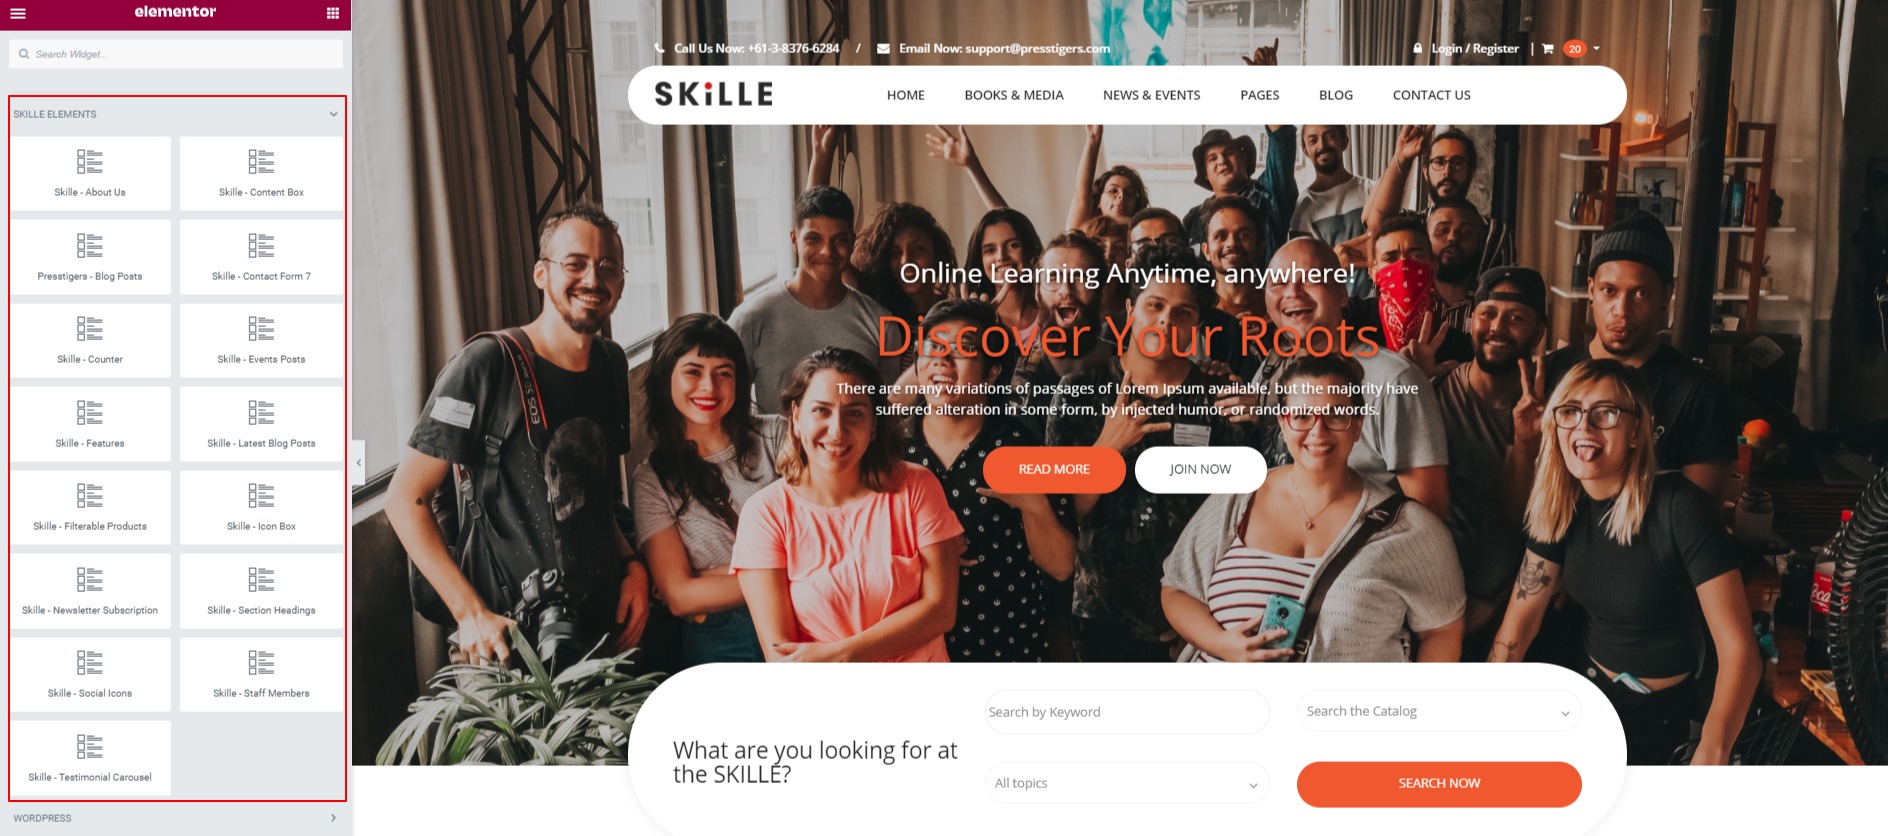 elementor
Search Widget...
SKILLE ELEMENTS
Skille - About Us
Skille - Content Box
Presstigers - Blog Posts
Skille - Contact Form 7
Skille - Counter
Skille - Events Posts
Skille - Features
Skille - Latest Blog Posts
Skille - Filterable Products
Skille - Icon Box
Skille - Newsletter Subscription
Skille - Section Headings
Skille - Social Icons
Skille - Staff Members
Skille - Testimonial Carousel
WORDPRESS
Call Us Now: +61-3-8376-6284 / Email Now: support@presstigers.com
Login / Register | 20
SKiLLE
HOME BOOKS & MEDIA NEWS & EVENTS PAGES BLOG CONTACT US
Online Learning Anytime, anywhere!
Discover Your Roots
There are many variations of passages of Lorem Ipsum available, but the majority have
suffered alteration in some form, by injected humor, or randomized words.
READ MORE
JOIN NOW
EOS
What are you looking for at
the SKILLE?
Search by Keyword
Search the Catalog
All topics
SEARCH NOW